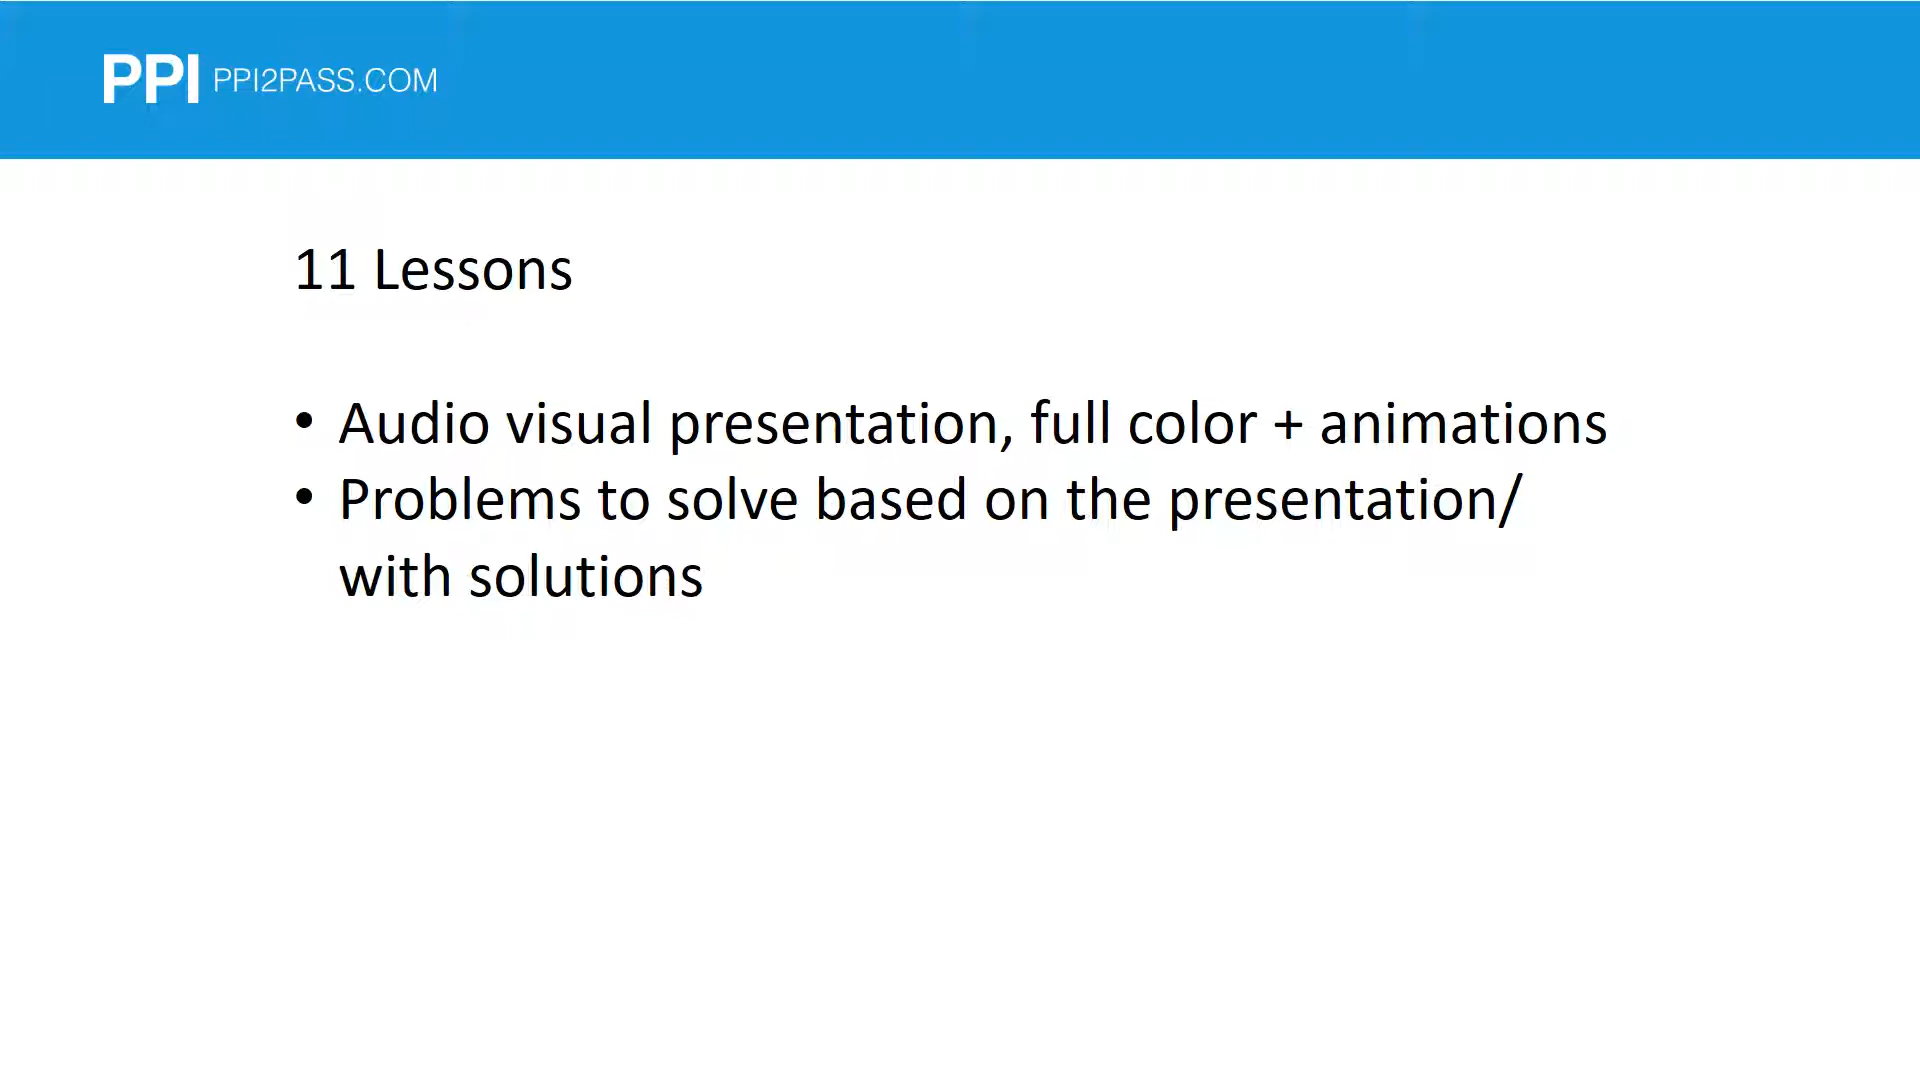 PPI PPI2PASS.COM
11 Lessons
• Audio visual presentation, full color + animations
• Problems to solve based on the presentation/
with solutions